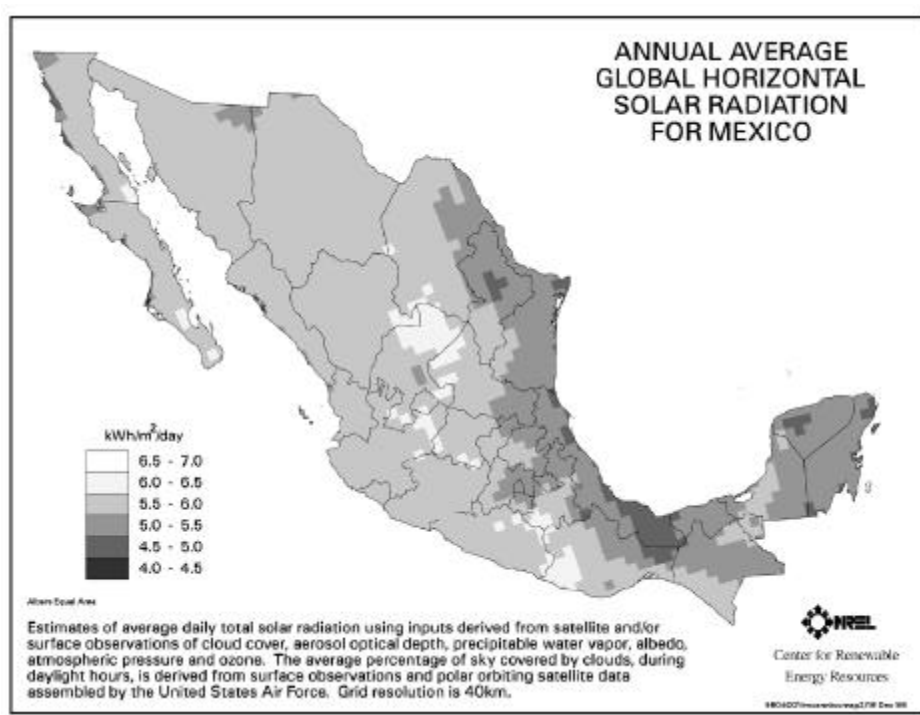 ANNUAL AVERAGE
GLOBAL HORIZONTAL
SOLAR RADIATION
FOR MEXICO
kWh/m²/day
6.5 - 7.0
6.0 - 6.5
5.5 - 6.0
5.0 - 5.5
4.5 - 5.0
4.0 - 4.5
Albers Equal Area
Estimates of average daily total solar radiation using inputs derived from satellite and/or
surface observations of cloud cover, aerosol optical depth, precipitable water vapor, albedo,
atmospheric pressure and ozone. The average percentage of sky covered by clouds, during
daylight hours, is derived from surface observations and polar orbiting satellite data
assembled by the United States Air Force. Grid resolution is 40km.
NREL
Center for Renewable
Energy Resources